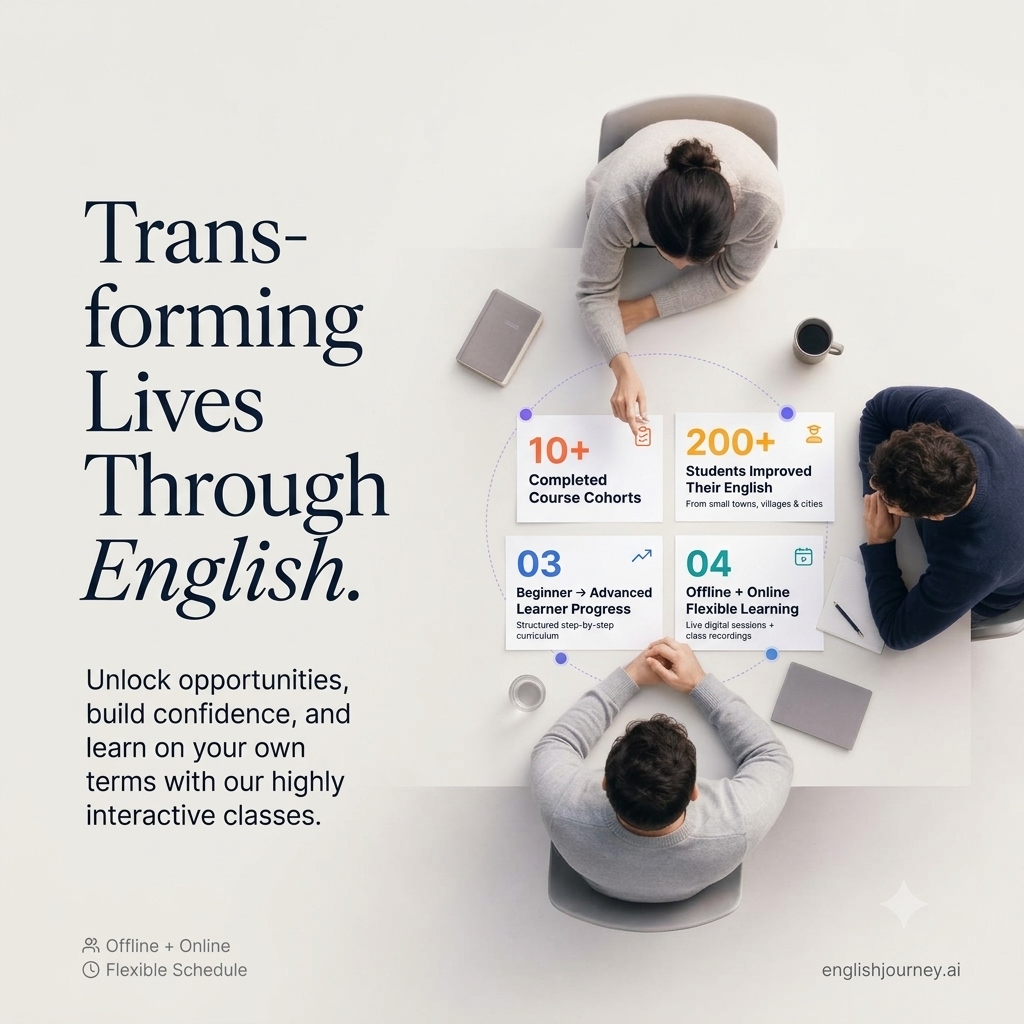 Trans-
forming
Lives
Through
English.
Unlock opportunities,
build confidence, and
learn on your own
terms with our highly
interactive classes.
10+
Completed
Course Cohorts
200+
Students Improved
Their English
From small towns, villages & cities
03
Beginner → Advanced
Learner Progress
Structured step-by-step
curriculum
04
Offline + Online
Flexible Learning
Live digital sessions +
class recordings
Offline + Online
Flexible Schedule
englishjourney.ai